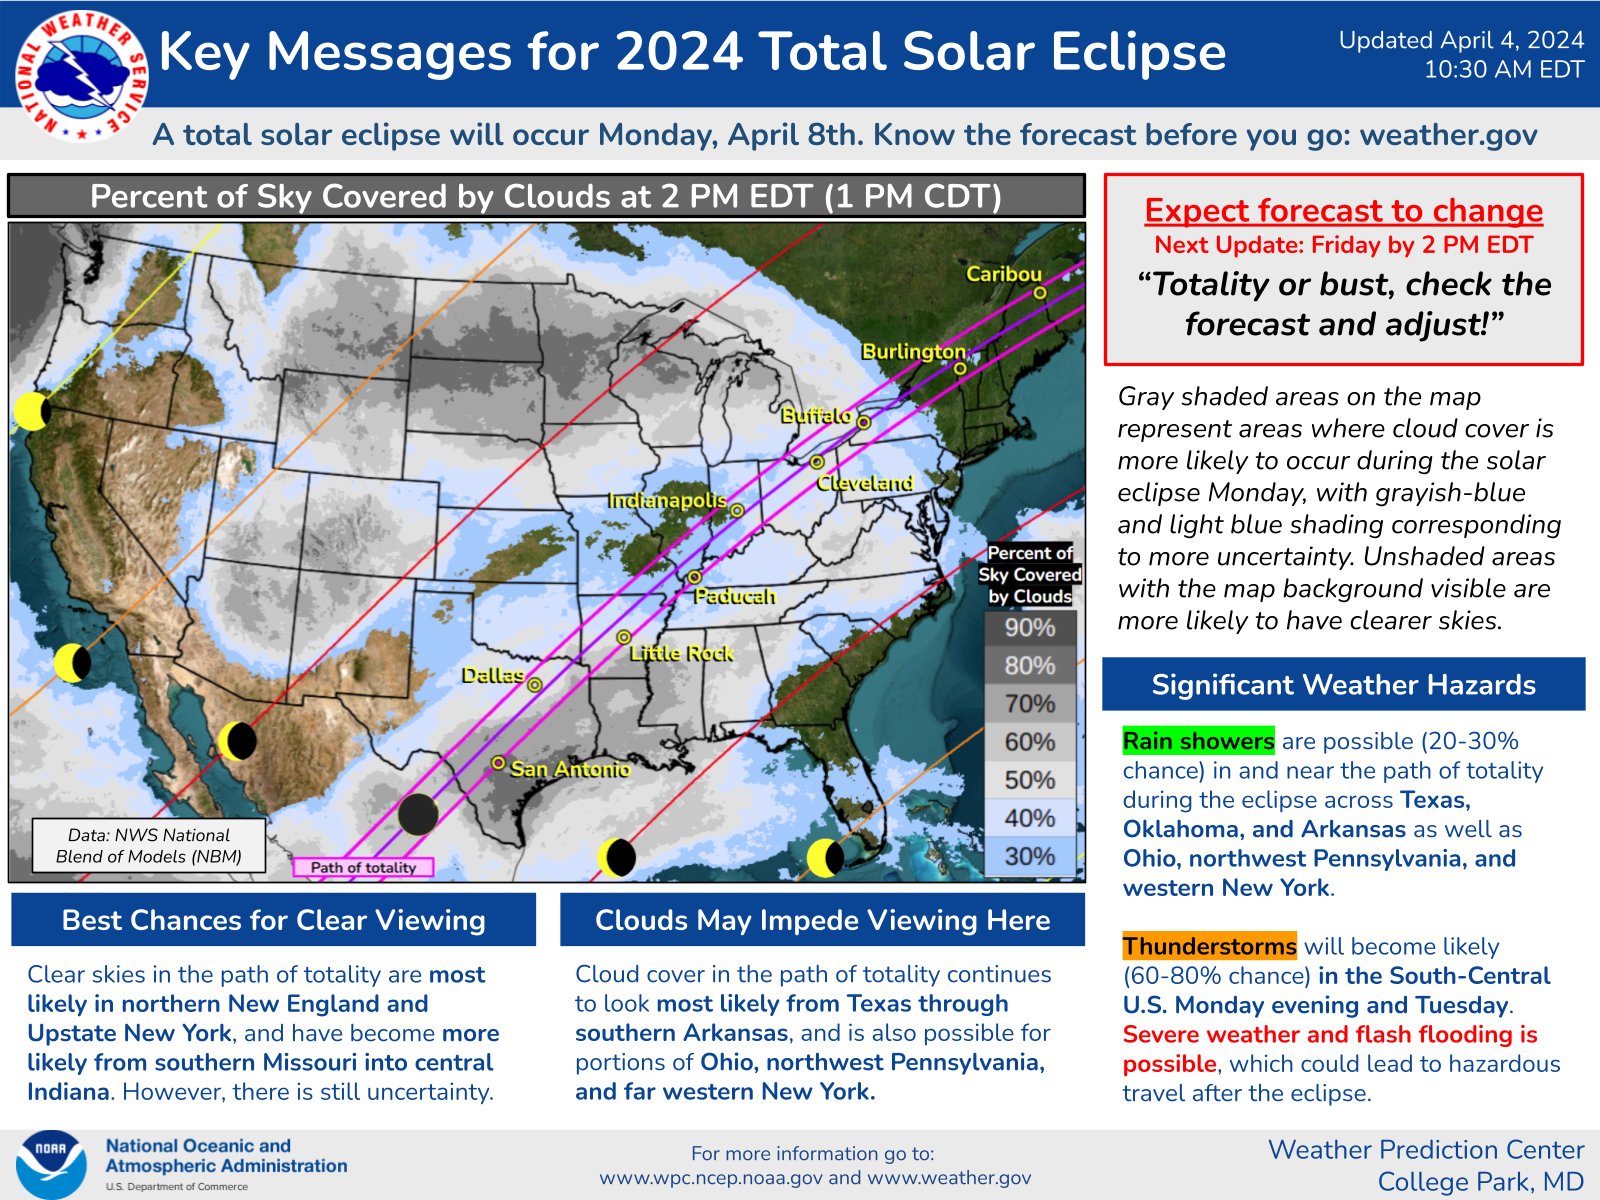 NATIONAL WEATHER SERVICE
Key Messages for 2024 Total Solar Eclipse
Updated April 4, 2024
10:30 AM EDT
A total solar eclipse will occur Monday, April 8th. Know the forecast before you go: weather.gov
Percent of Sky Covered by Clouds at 2 PM EDT (1 PM CDT)
Caribou
Burlington
Buffalo
Cleveland
Indianapolis
Paducah
Little Rock
Dallas
San Antonio
Percent of
Sky Covered
by Clouds
90%
80%
70%
60%
50%
40%
30%
Data: NWS National
Blend of Models (NBM)
Path of totality
Expect forecast to change
Next Update: Friday by 2 PM EDT
“Totality or bust, check the
forecast and adjust!”
Gray shaded areas on the map
represent areas where cloud cover is
more likely to occur during the solar
eclipse Monday, with grayish-blue
and light blue shading corresponding
to more uncertainty. Unshaded areas
with the map background visible are
more likely to have clearer skies.
Significant Weather Hazards
Rain showers are possible (20-30%
chance) in and near the path of totality
during the eclipse across Texas,
Oklahoma, and Arkansas as well as
Ohio, northwest Pennsylvania, and
western New York.
Thunderstorms will become likely
(60-80% chance) in the South-Central
U.S. Monday evening and Tuesday.
Severe weather and flash flooding is
possible, which could lead to hazardous
travel after the eclipse.
Best Chances for Clear Viewing
Clear skies in the path of totality are most
likely in northern New England and
Upstate New York, and have become more
likely from southern Missouri into central
Indiana. However, there is still uncertainty.
Clouds May Impede Viewing Here
Cloud cover in the path of totality continues
to look most likely from Texas through
southern Arkansas, and is also possible for
portions of Ohio, northwest Pennsylvania,
and far western New York.
NOAA
National Oceanic and
Atmospheric Administration
U.S. Department of Commerce
For more information go to:
www.wpc.ncep.noaa.gov and www.weather.gov
Weather Prediction Center
College Park, MD